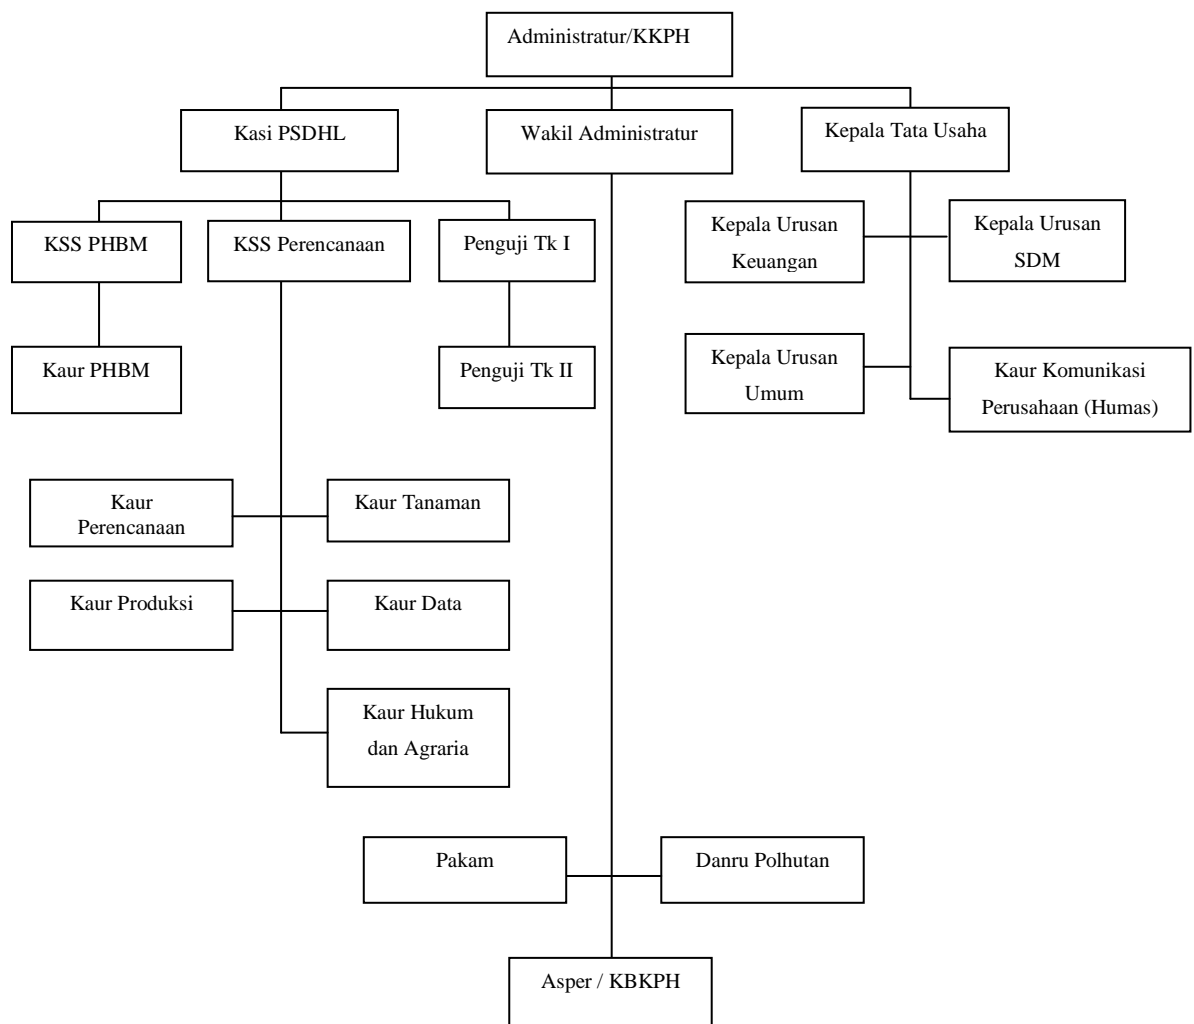 Administratur/KKPH
Kasi PSDHL
Wakil Administratur
Kepala Tata Usaha
KSS PHBM
KSS Perencanaan
Penguji Tk I
Kepala Urusan
Keuangan
Kepala Urusan
SDM
Kaur PHBM
Penguji Tk II
Kepala Urusan
Umum
Kaur Komunikasi
Perusahaan (Humas)
Kaur
Perencanaan
Kaur Tanaman
Kaur Produksi
Kaur Data
Kaur Hukum
dan Agraria
Pakam
Danru Polhutan
Asper / KBKPH